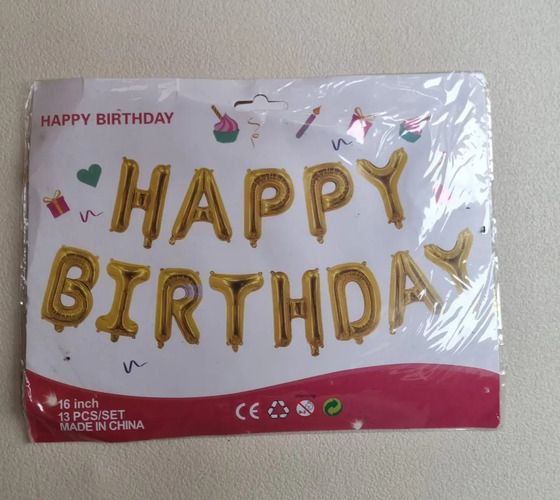 HAPPY BIRTHDAY
HAPPY
BIRTHDAY
16 inch
13 PCS/SET
MADE IN CHINA
CE